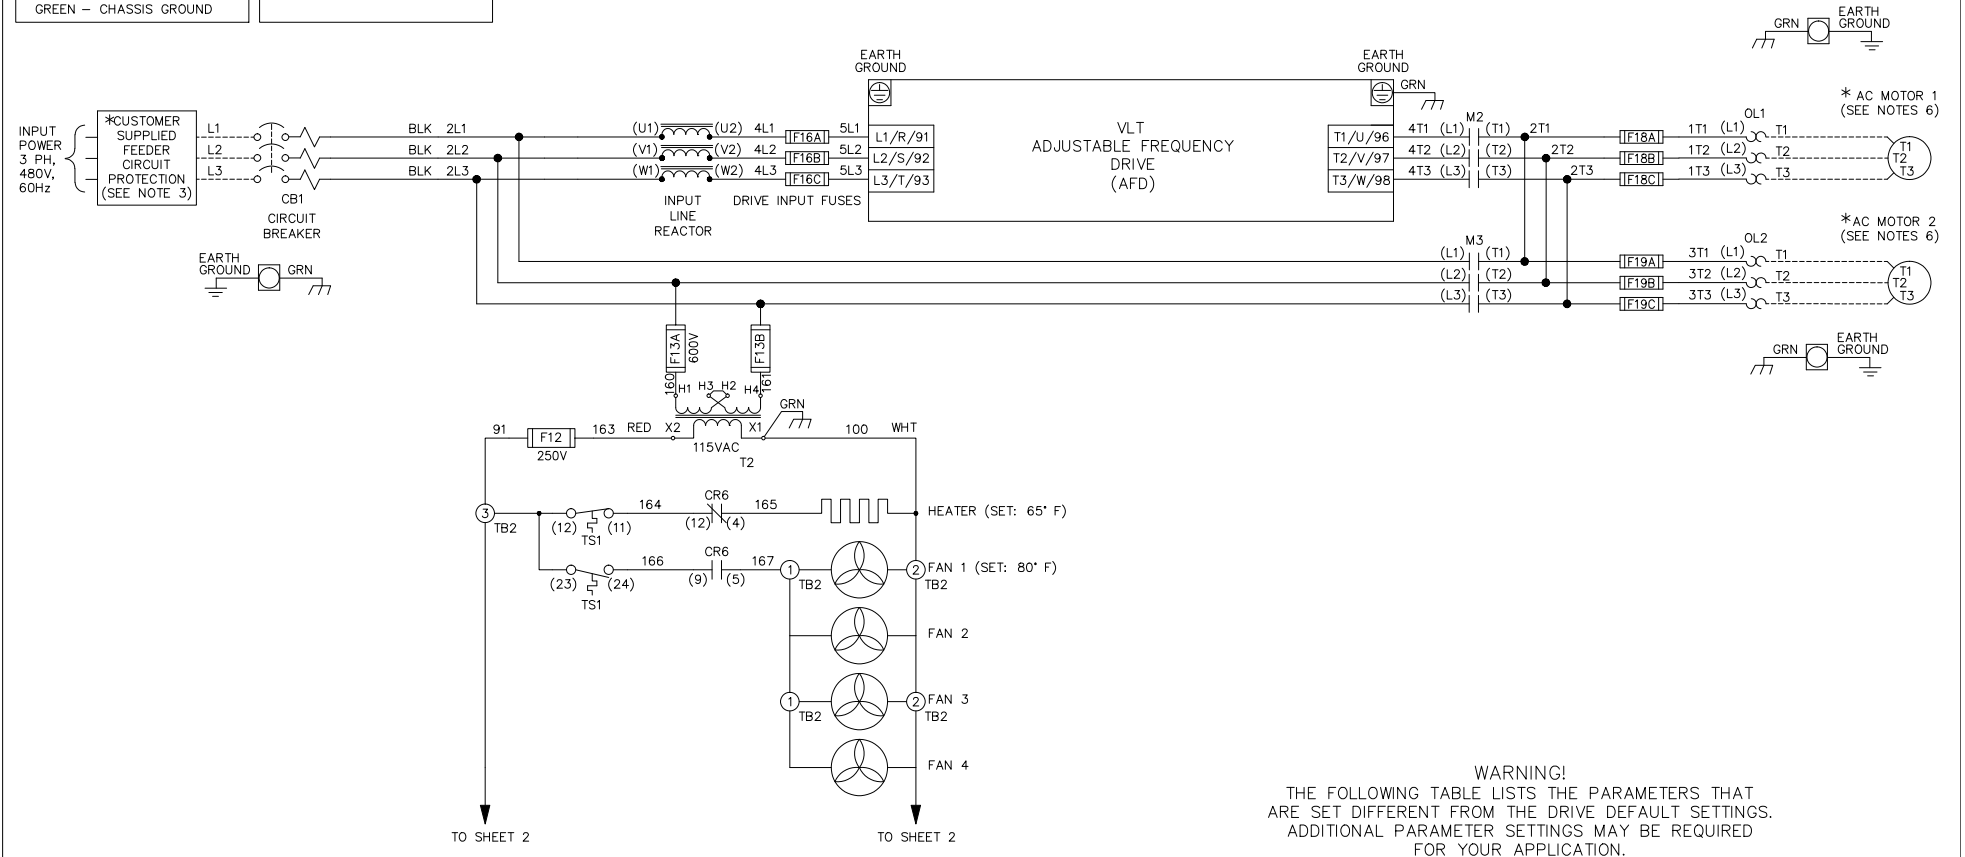 GREEN – CHASSIS GROUND
GRN
EARTH
GROUND
INPUT
POWER
3 PH,
480V,
60Hz
*CUSTOMER
SUPPLIED
FEEDER
CIRCUIT
PROTECTION
(SEE NOTE 3)
L1
L2
L3
CB1
CIRCUIT
BREAKER
BLK 2L1
BLK 2L2
BLK 2L3
(U1) (U2) 4L1 F16A 5L1
(V1) (V2) 4L2 F16B 5L2
(W1) (W2) 4L3 F16C 5L3
INPUT
LINE
REACTOR
DRIVE INPUT FUSES
EARTH
GROUND
L1/R/91
L2/S/92
L3/T/93
VLT
ADJUSTABLE FREQUENCY
DRIVE
(AFD)
EARTH
GROUND
GRN
T1/U/96
T2/V/97
T3/W/98
M2
4T1 (L1) (T1) 2T1
4T2 (L2) (T2) 2T2
4T3 (L3) (T3) 2T3
OL1
F18A 1T1 (L1) T1
F18B 1T2 (L2) T2
F18C 1T3 (L3) T3
* AC MOTOR 1
(SEE NOTES 6)
T1
T2
T3
EARTH
GROUND GRN
M3
(L1) (T1)
(L2) (T2)
(L3) (T3)
OL2
F19A 3T1 (L1) T1
F19B 3T2 (L2) T2
F19C 3T3 (L3) T3
* AC MOTOR 2
(SEE NOTES 6)
T1
T2
T3
GRN
EARTH
GROUND
F13A
600V
F13B
160
161
H1 H3 H2 H4
GRN
91 F12 163 RED X2 X1 100 WHT
250V
115VAC
T2
3
TB2
(12) (11)
TS1
164
CR6
(12) (4)
165
HEATER (SET: 65° F)
(23) (24)
TS1
166
CR6
(9) (5)
167
1
TB2
2
TB2
FAN 1 (SET: 80° F)
FAN 2
1
TB2
2
TB2
FAN 3
FAN 4
TO SHEET 2
TO SHEET 2
WARNING!
THE FOLLOWING TABLE LISTS THE PARAMETERS THAT
ARE SET DIFFERENT FROM THE DRIVE DEFAULT SETTINGS.
ADDITIONAL PARAMETER SETTINGS MAY BE REQUIRED
FOR YOUR APPLICATION.